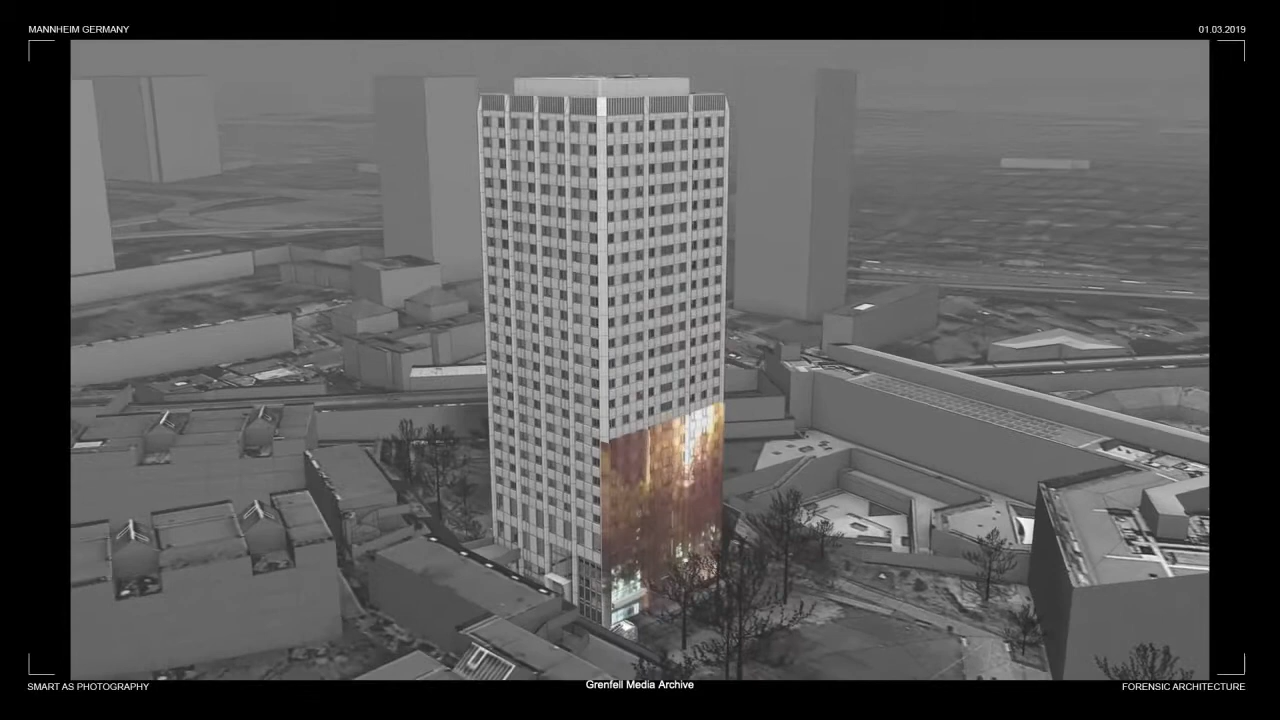 MANNHEIM GERMANY
01.03.2019
SMART AS PHOTOGRAPHY
Grenfell Media Archive
FORENSIC ARCHITECTURE